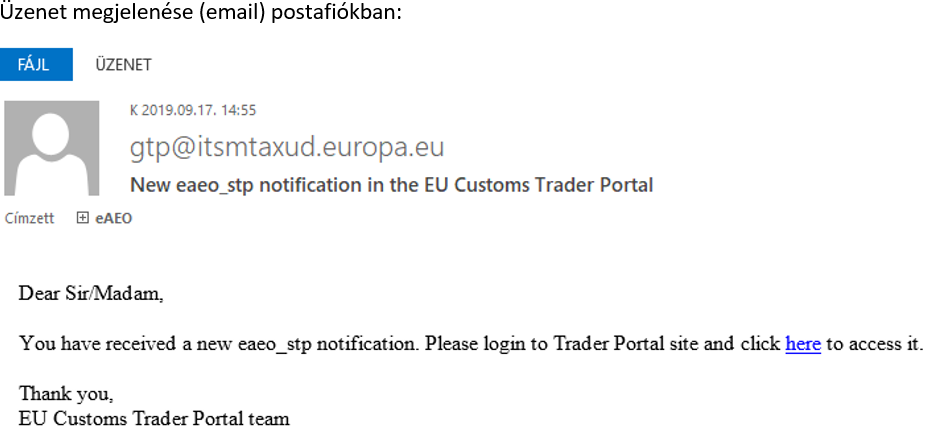 Üzenet megjelenése (email) postafiókban:
FÁJL ÜZENET
K 2019.09.17. 14:55
gtp@itsmtaxud.europa.eu
New eaeo_stp notification in the EU Customs Trader Portal
Címzett eAEO
Dear Sir/Madam,
You have received a new eaeo_stp notification. Please login to Trader Portal site and click here to access it.
Thank you,
EU Customs Trader Portal team